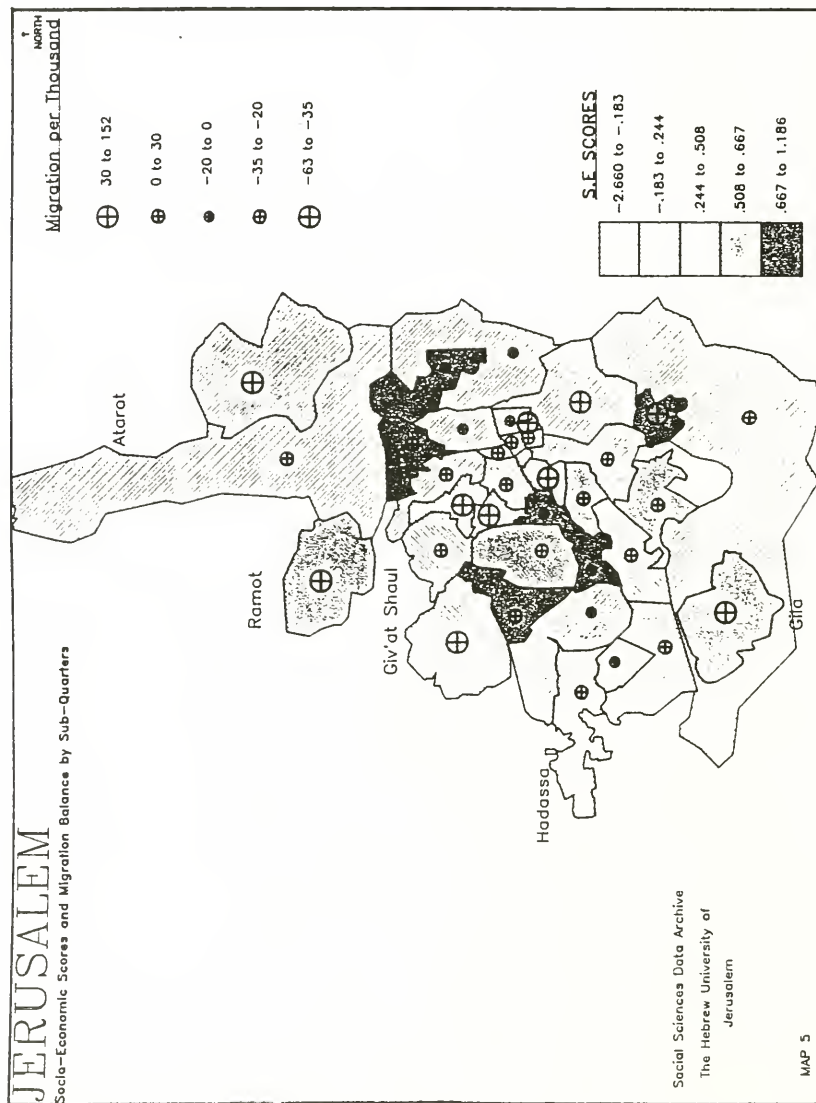 JERUSALEM
Socio-Economic Scores and Migration Balance by Sub-Quarters
NORTH
Migration per Thousand
30 to 152
0 to 30
-20 to 0
-35 to -20
-63 to -35
Atarot
Ramot
Giv'at Shaul
Hadassa
Gila
S.E SCORES
-2.660 to -.183
-.183 to .244
.244 to .508
.508 to .667
.667 to 1.186
Social Sciences Data Archive
The Hebrew University of
Jerusalem
MAP 5